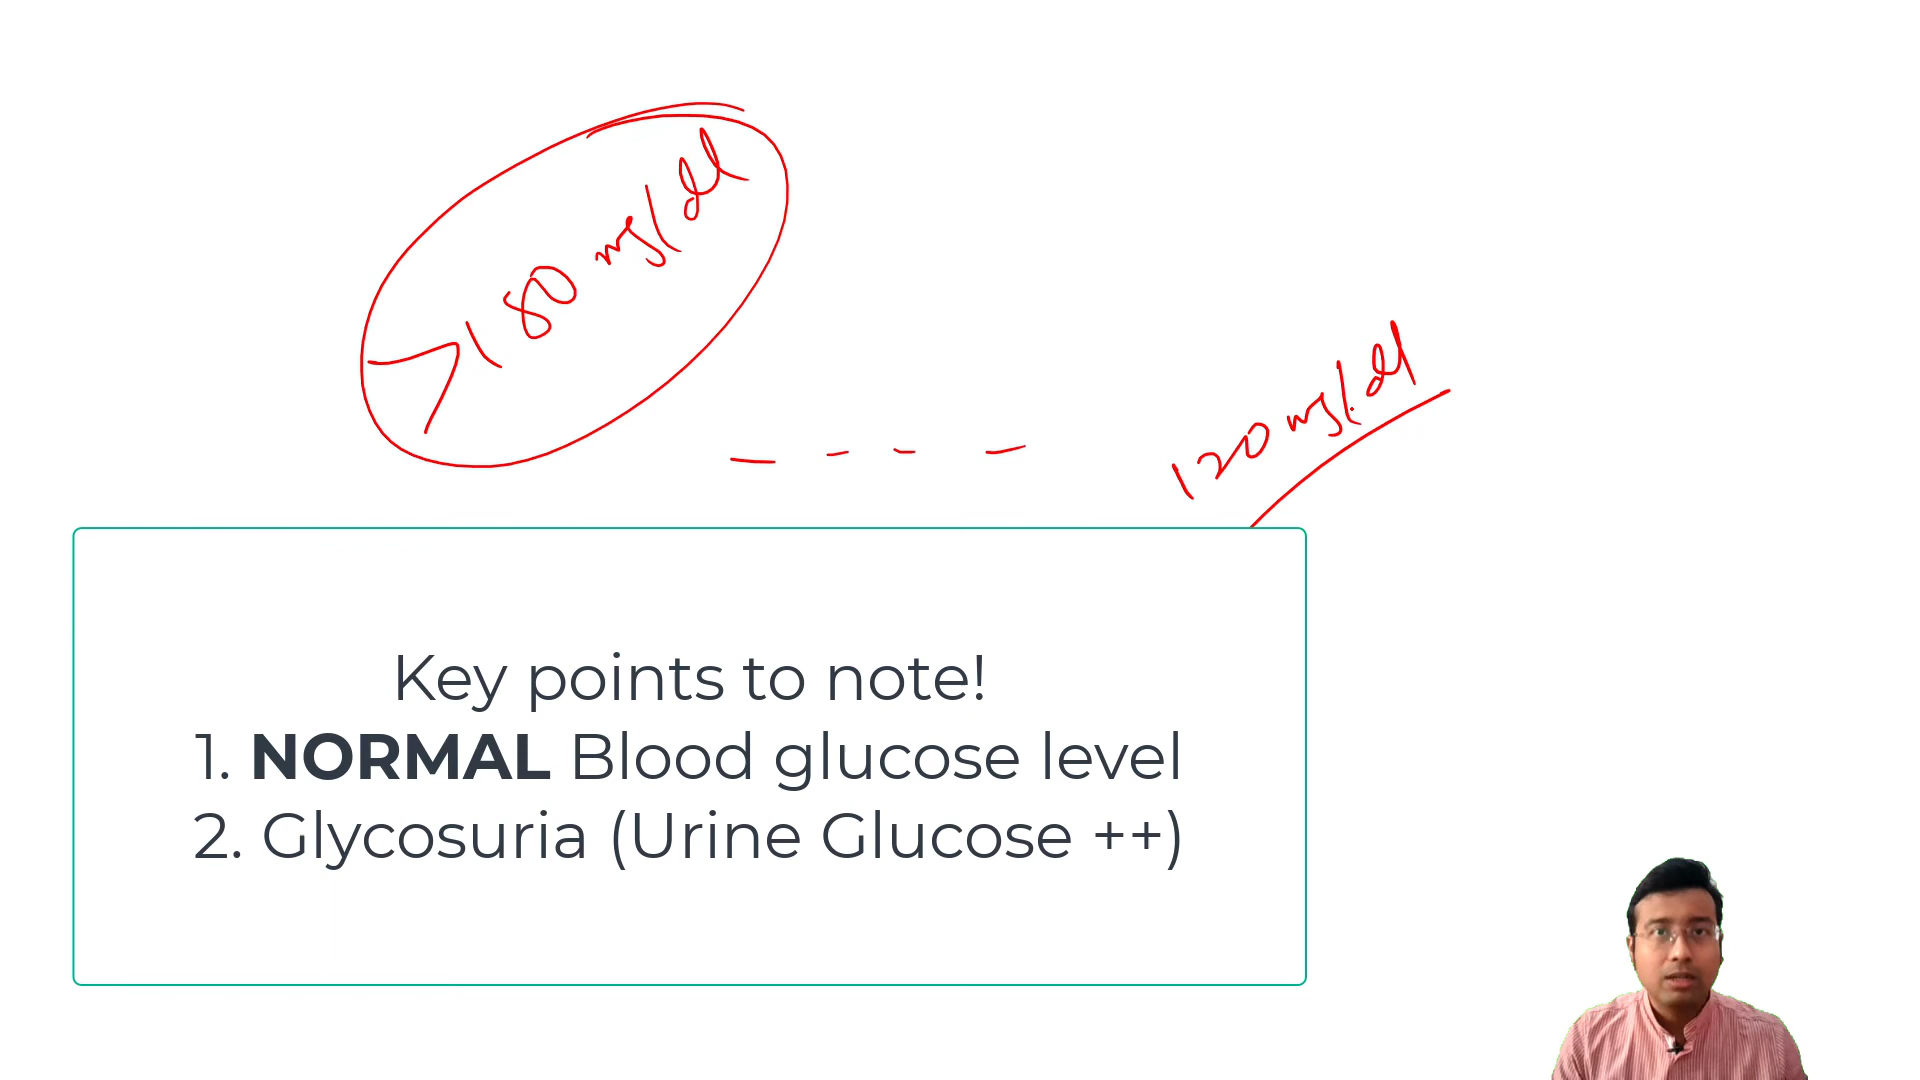 >180 mg/dl
120 mg/dl
Key points to note!
1. NORMAL Blood glucose level
2. Glycosuria (Urine Glucose ++)